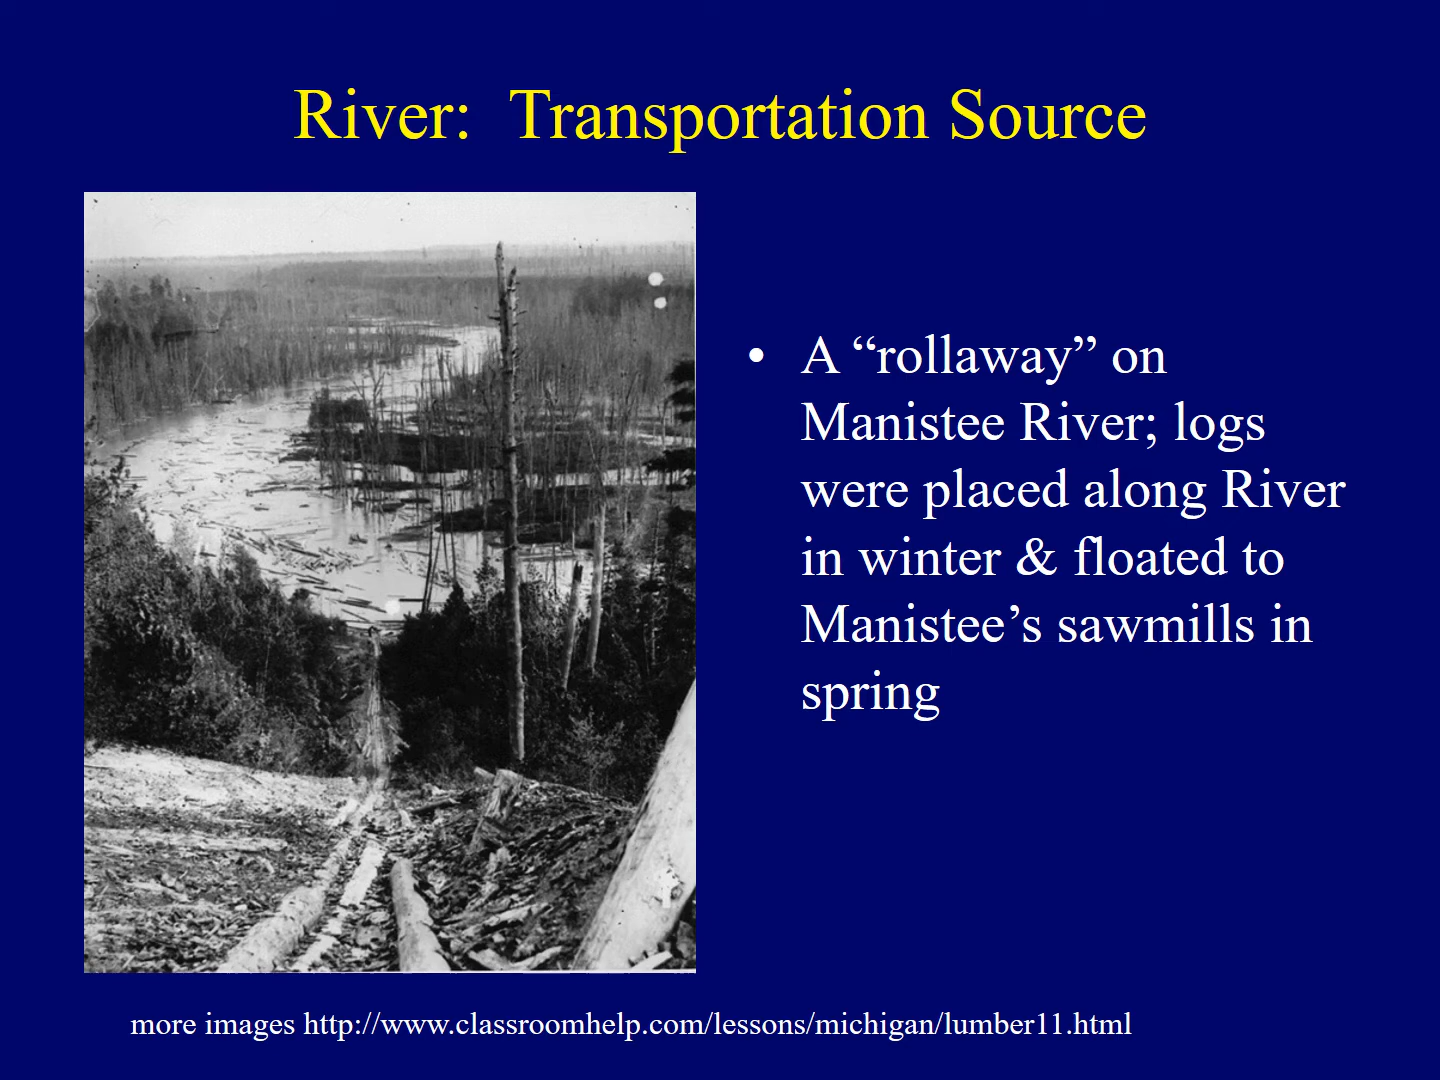 River:  Transportation Source
• A “rollaway” on
Manistee River; logs
were placed along River
in winter & floated to
Manistee’s sawmills in
spring
more images http://www.classroomhelp.com/lessons/michigan/lumber11.html